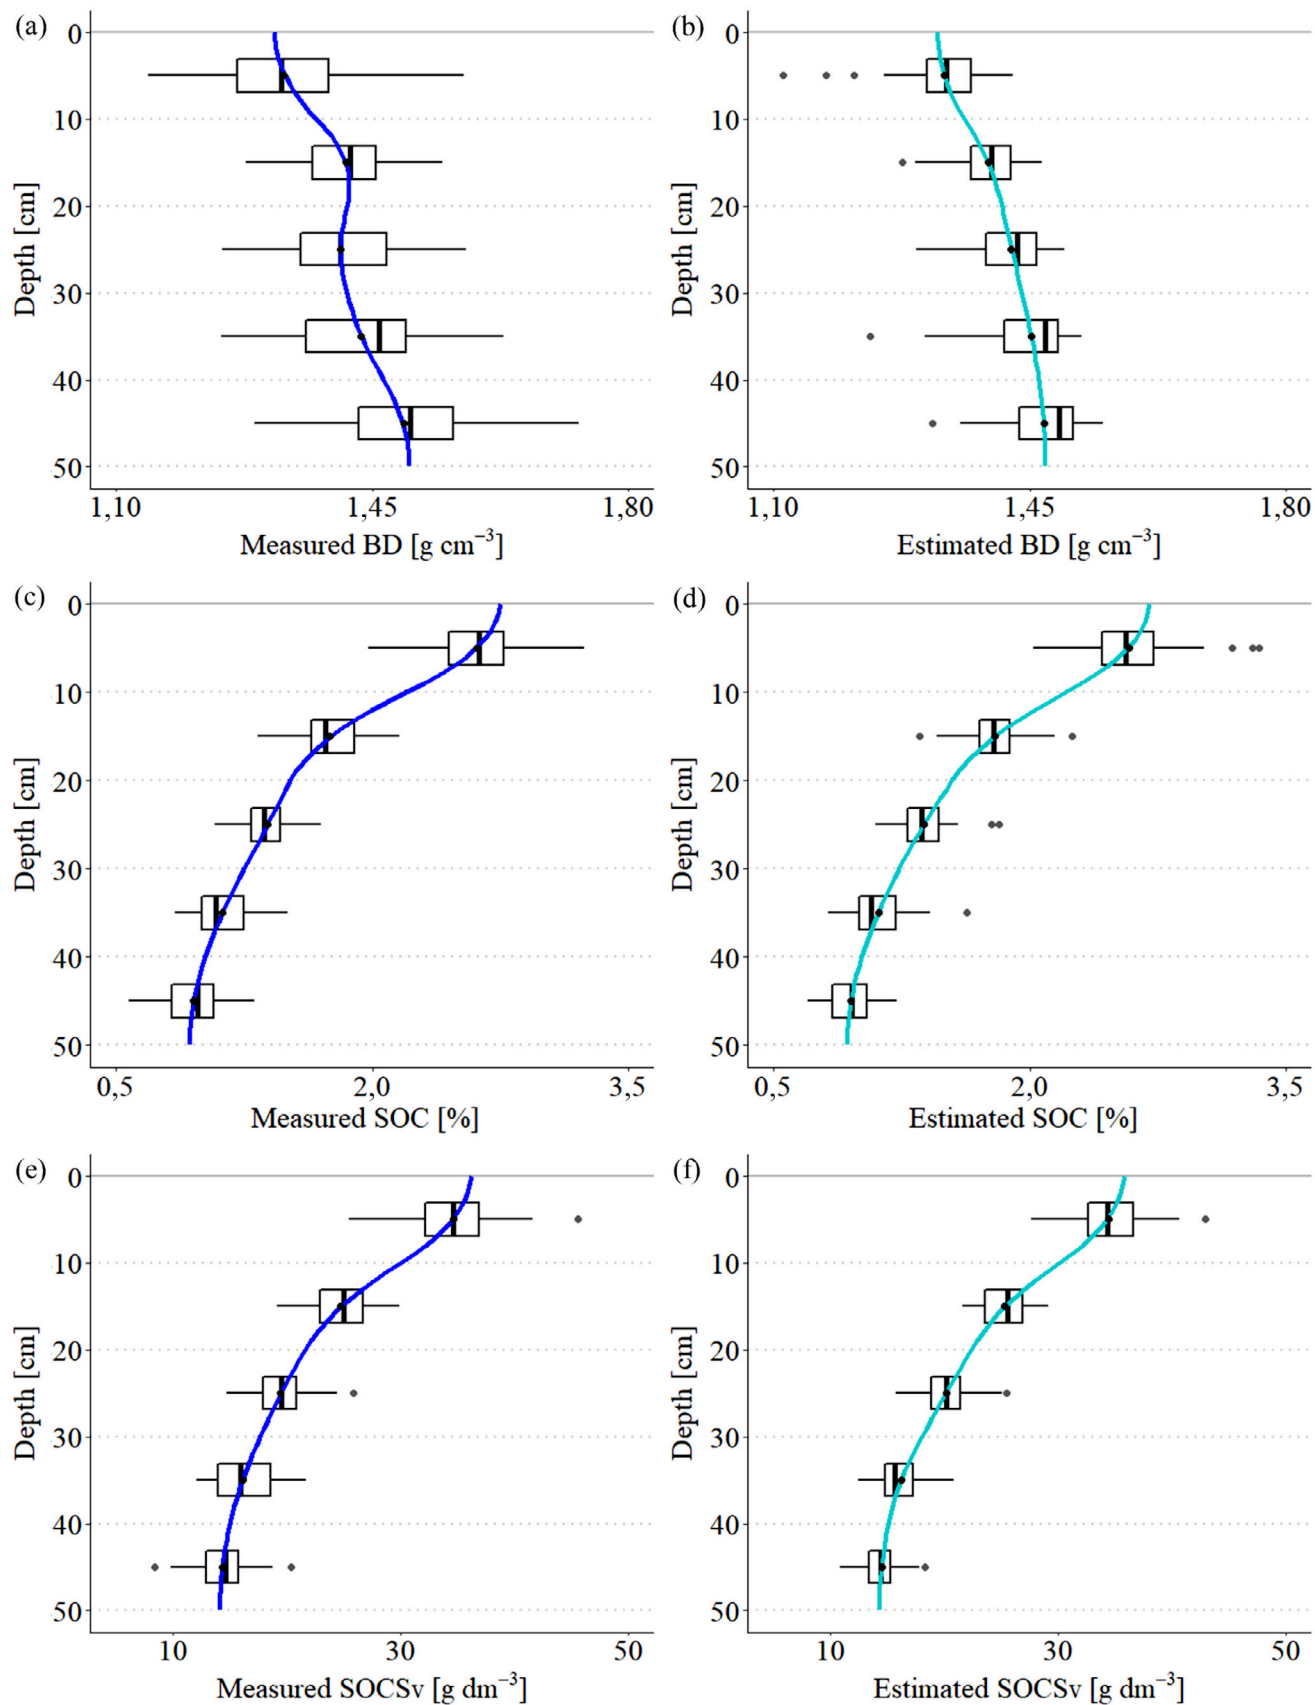 (a)
0
10
20
30
40
50
Depth [cm]
1,10 1,45 1,80
Measured BD [g cm⁻³]
(b)
0
10
20
30
40
50
Depth [cm]
1,10 1,45 1,80
Estimated BD [g cm⁻³]
(c)
0
10
20
30
40
50
Depth [cm]
0,5 2,0 3,5
Measured SOC [%]
(d)
0
10
20
30
40
50
Depth [cm]
0,5 2,0 3,5
Estimated SOC [%]
(e)
0
10
20
30
40
50
Depth [cm]
10 30 50
Measured SOCSv [g dm⁻³]
(f)
0
10
20
30
40
50
Depth [cm]
10 30 50
Estimated SOCSv [g dm⁻³]